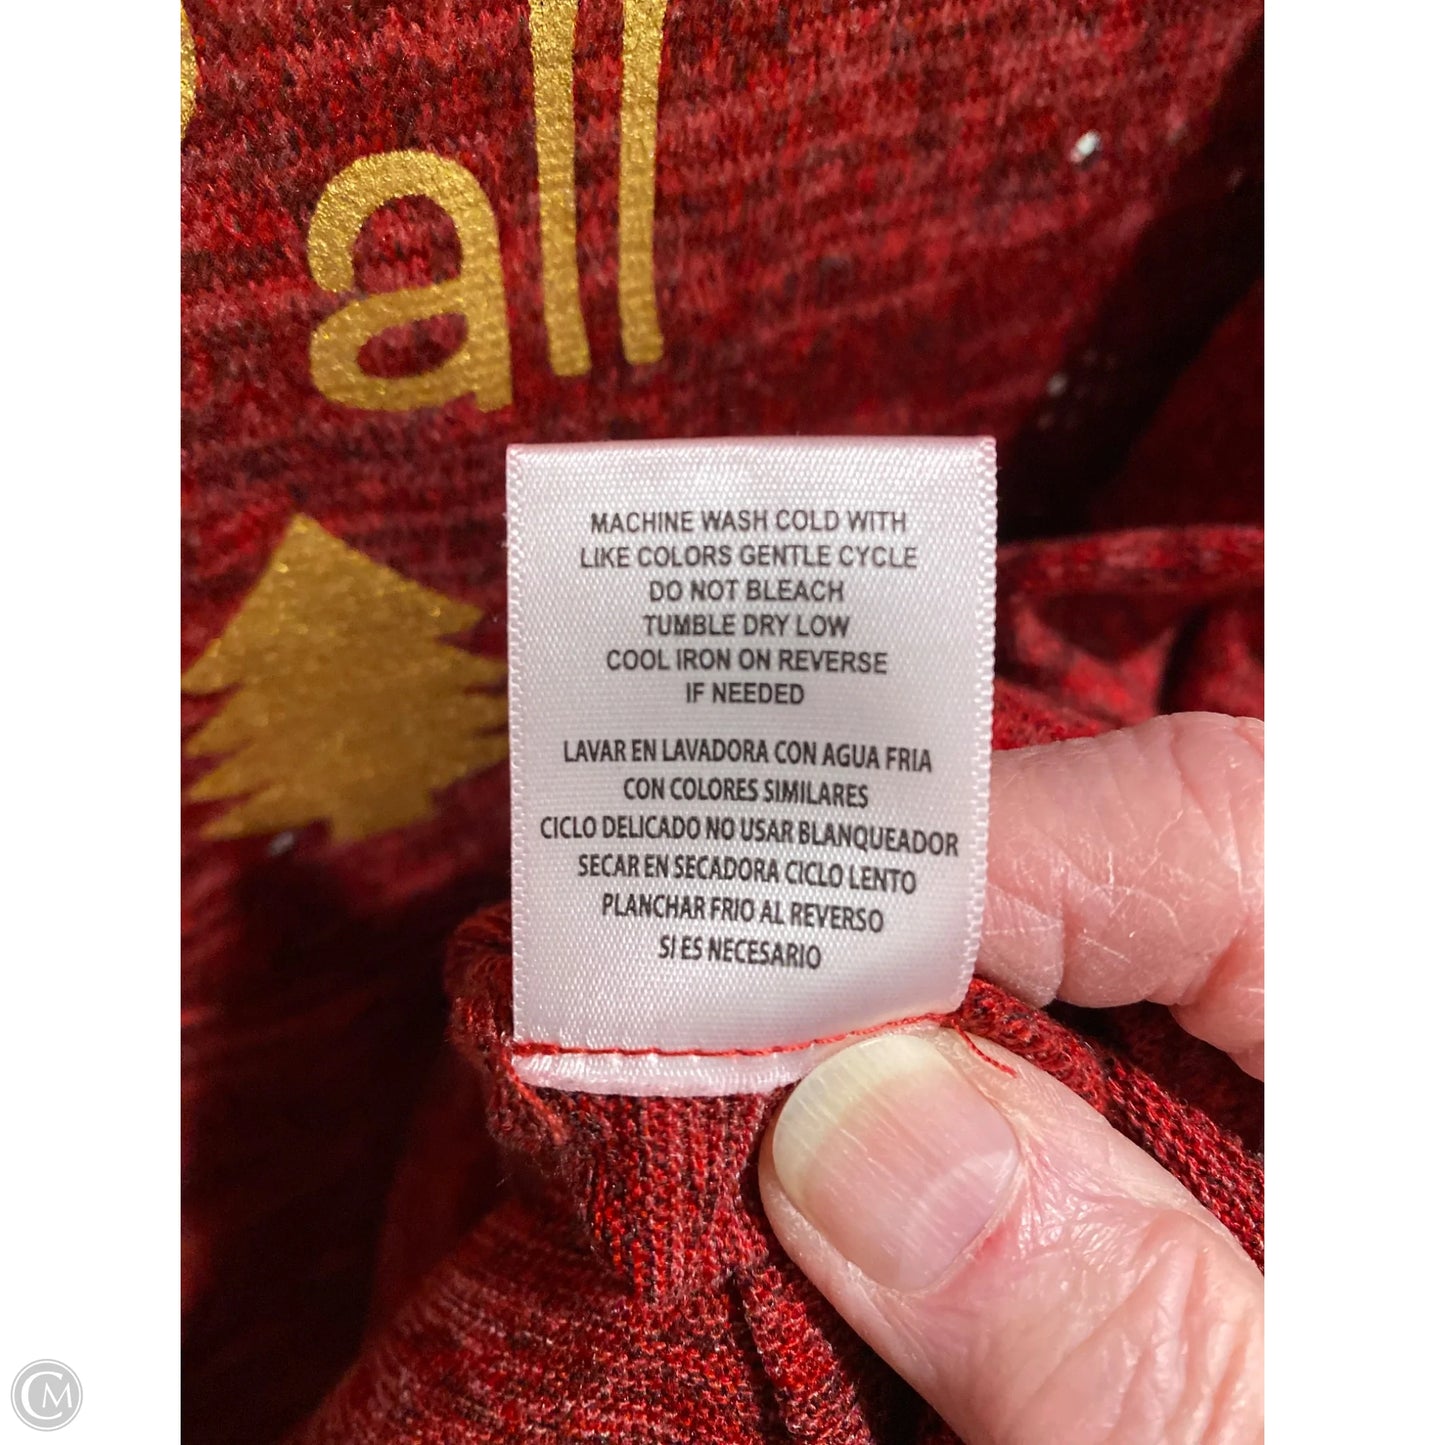 all
MACHINE WASH COLD WITH
LIKE COLORS GENTLE CYCLE
DO NOT BLEACH
TUMBLE DRY LOW
COOL IRON ON REVERSE
IF NEEDED
LAVAR EN LAVADORA CON AGUA FRIA
CON COLORES SIMILARES
CICLO DELICADO NO USAR BLANQUEADOR
SECAR EN SECADORA CICLO LENTO
PLANCHAR FRIO AL REVERSO
SI ES NECESARIO
CM